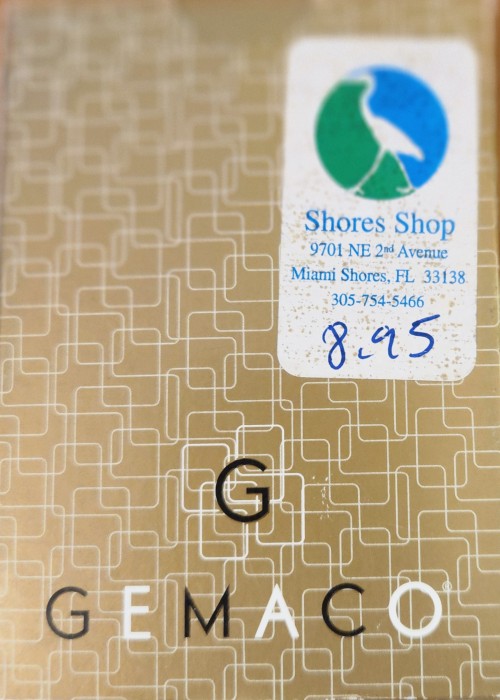 Shores Shop
9701 NE 2nd Avenue
Miami Shores, FL 33138
305-754-5466
8.95
G
GEMACO®